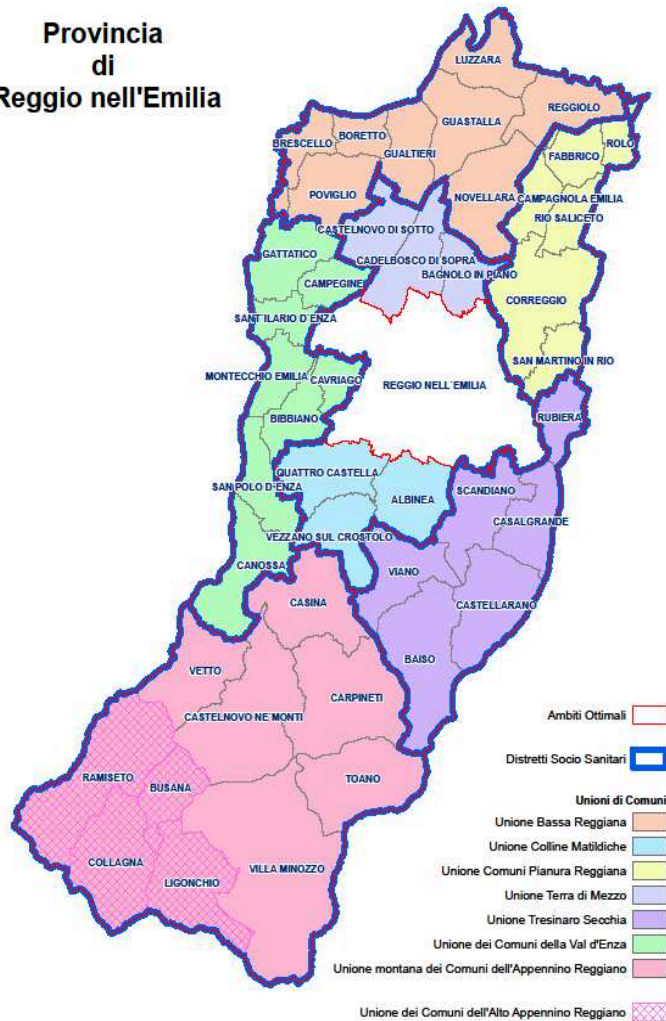 Provincia
di
Reggio nell'Emilia
LUZZARA
REGGIOLO
GUASTALLA
BORETTO
BRESCELLO
GUALTIERI
FABBRICO
ROLO
POVIGLIO
NOVELLARA
CAMPAGNOLA EMILIA
RIO SALICETO
CASTELNOVO DI SOTTO
GATTATICO
CADELBOSCO DI SOPRA
BAGNOLO IN PIANO
CAMPEGINE
CORREGGIO
SANT'ILARIO D'ENZA
SAN MARTINO IN RIO
MONTECCHIO EMILIA
CAVRIAGO
REGGIO NELL'EMILIA
RUBIERA
BIBBIANO
QUATTRO CASTELLA
SAN POLO D'ENZA
ALBINEA
SCANDIANO
CASALGRANDE
VEZZANO SUL CROSTOLO
CANOSSA
VIANO
CASINA
CASTELLARANO
BAISO
VETTO
CARPINETI
CASTELNOVO NE MONTI
RAMISETO
BUSANA
TOANO
COLLAGNA
LIGONCHIO
VILLA MINOZZO
Ambiti Ottimali
Distretti Socio Sanitari
Unioni di Comuni
Unione Bassa Reggiana
Unione Colline Matildiche
Unione Comuni Pianura Reggiana
Unione Terra di Mezzo
Unione Tresinaro Secchia
Unione dei Comuni della Val d'Enza
Unione montana dei Comuni dell'Appennino Reggiano
Unione dei Comuni dell'Alto Appennino Reggiano